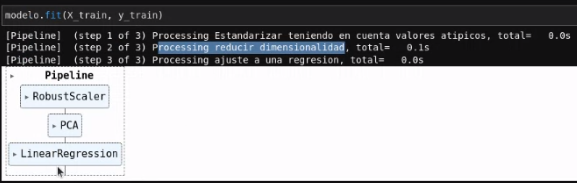 modelo.fit(X_train, y_train)
[Pipeline] (step 1 of 3) Processing Estandarizar teniendo en cuenta valores atipicos, total=   0.0s
[Pipeline] (step 2 of 3) Processing reducir dimensionalidad, total=   0.1s
[Pipeline] (step 3 of 3) Processing ajuste a una regresion, total=   0.0s
▸ Pipeline
▸ RobustScaler
▸ PCA
▸ LinearRegression